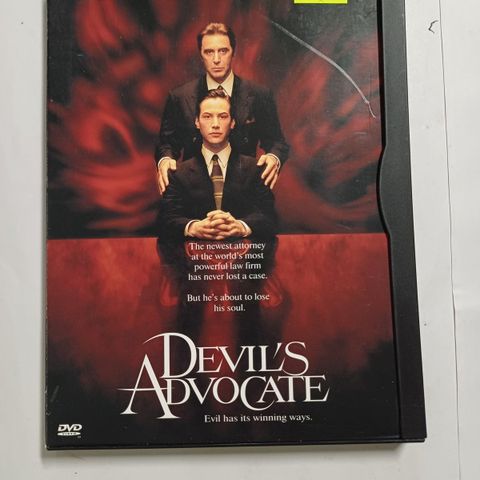 The newest attorney
at the world's most
powerful law firm
has never lost a case.
But he's about to lose
his soul.
DEVIL'S
ADVOCATE
Evil has its winning ways.
DVD
VIDEO